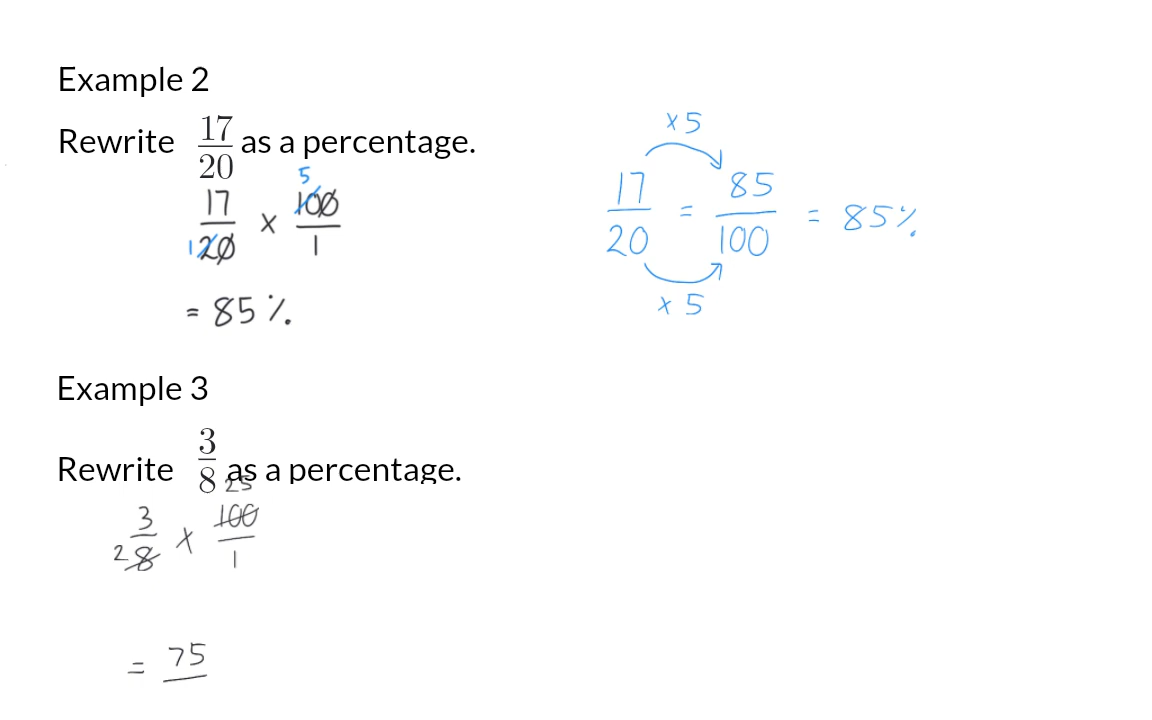 Example 2
Rewrite 17/20 as a percentage.
5
17/20 × 100/1
1
= 85%
×5
17/20 = 85/100 = 85%
×5
Example 3
Rewrite 3/8 as a percentage.
25
3/8 × 100/1
2
= 75